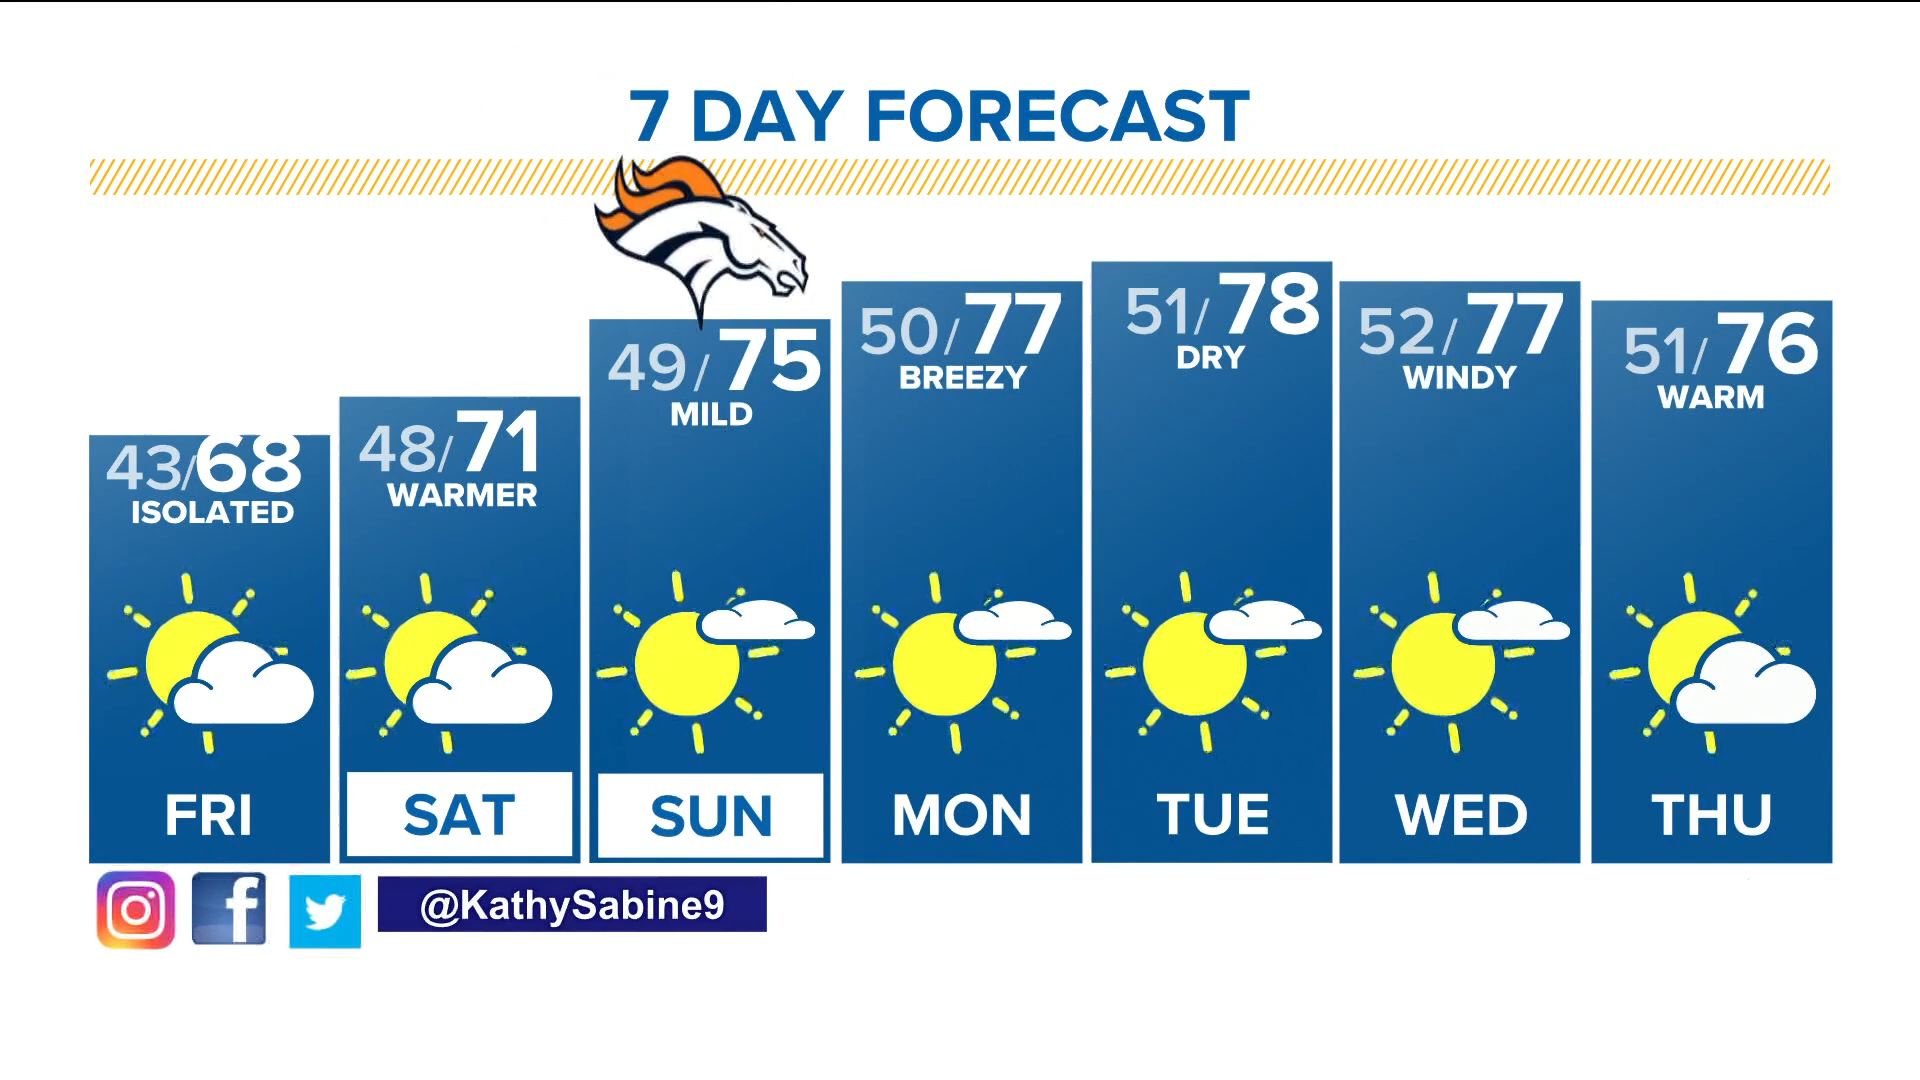 7 DAY FORECAST
43/68
ISOLATED
FRI
48/71
WARMER
SAT
49/75
MILD
SUN
50/77
BREEZY
MON
51/78
DRY
TUE
52/77
WINDY
WED
51/76
WARM
THU
@KathySabine9